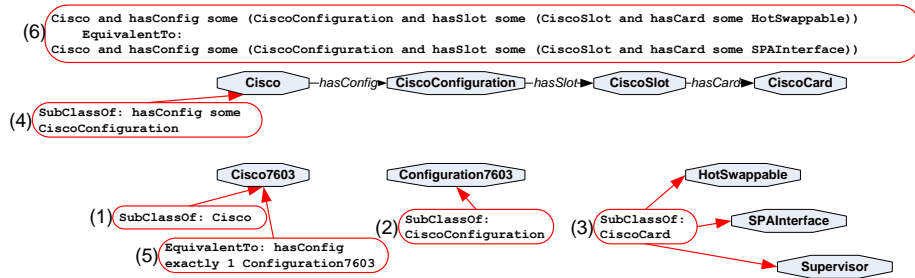 Cisco and hasConfig some (CiscoConfiguration and hasSlot some (CiscoSlot and hasCard some HotSwappable))
(6) EquivalentTo:
Cisco and hasConfig some (CiscoConfiguration and hasSlot some (CiscoSlot and hasCard some SPAInterface))
Cisco hasConfig CiscoConfiguration hasSlot CiscoSlot hasCard CiscoCard
(4) SubClassOf: hasConfig some
CiscoConfiguration
Cisco7603 Configuration7603 HotSwappable
(1) SubClassOf: Cisco
(2) SubClassOf:
CiscoConfiguration
(3) SubClassOf:
CiscoCard
SPAInterface
(5) EquivalentTo: hasConfig
exactly 1 Configuration7603
Supervisor